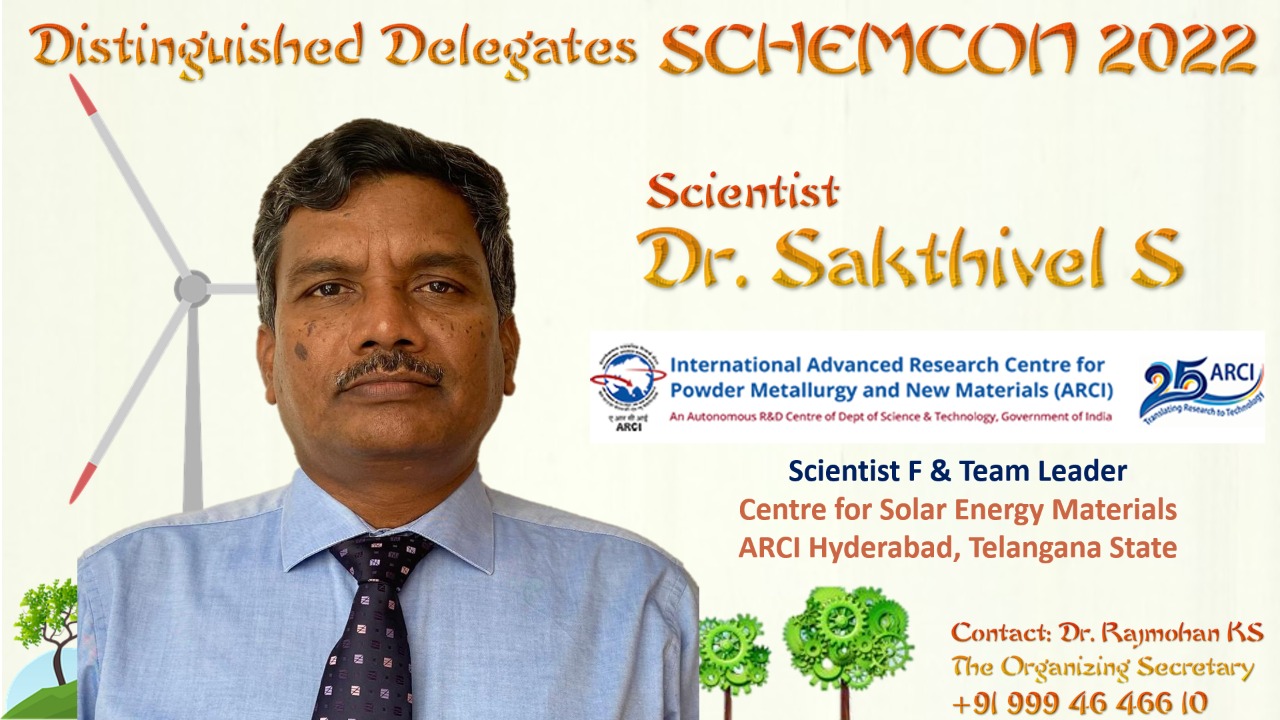 Distinguished Delegates SCHEMCON 2022
Scientist
Dr. Sakthivel S
International Advanced Research Centre for
Powder Metallurgy and New Materials (ARCI)
An Autonomous R&D Centre of Dept of Science & Technology, Government of India
ए आर सी आई
ARCI
25 ARCI
Translating Research to Technology
Scientist F & Team Leader
Centre for Solar Energy Materials
ARCI Hyderabad, Telangana State
Contact: Dr. Rajmohan KS
The Organizing Secretary
+91 999 46 466 10